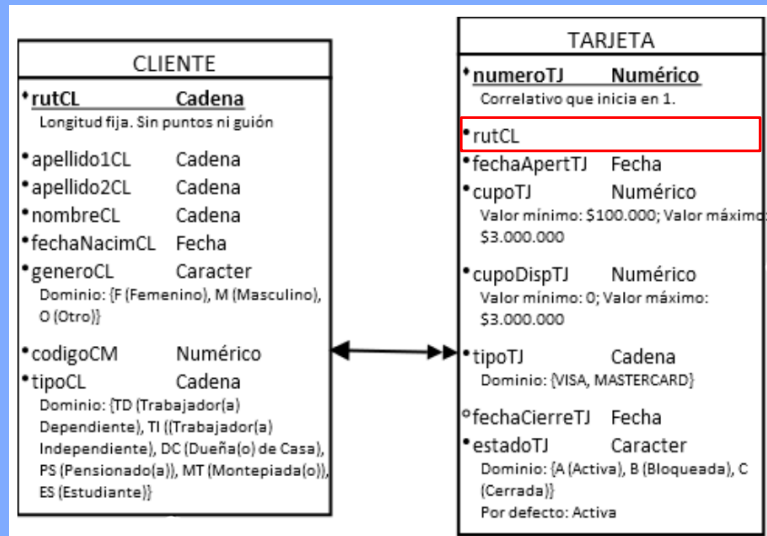 CLIENTE
•rutCL Cadena
Longitud fija. Sin puntos ni guión
•apellido1CL Cadena
•apellido2CL Cadena
•nombreCL Cadena
•fechaNacimCL Fecha
•generoCL Caracter
Dominio: {F (Femenino), M (Masculino),
O (Otro)}
•codigoCM Numérico
•tipoCL Cadena
Dominio: {TD (Trabajador(a)
Dependiente), TI ((Trabajador(a)
Independiente), DC (Dueña(o) de Casa),
PS (Pensionado(a)), MT (Montepiada(o)),
ES (Estudiante)}
TARJETA
•numeroTJ Numérico
Correlativo que inicia en 1.
•rutCL
•fechaApertTJ Fecha
•cupoTJ Numérico
Valor mínimo: $100.000; Valor máximo:
$3.000.000
•cupoDispTJ Numérico
Valor mínimo: 0; Valor máximo:
$3.000.000
•tipoTJ Cadena
Dominio: {VISA, MASTERCARD}
°fechaCierreTJ Fecha
•estadoTJ Caracter
Dominio: {A (Activa), B (Bloqueada), C
(Cerrada)}
Por defecto: Activa